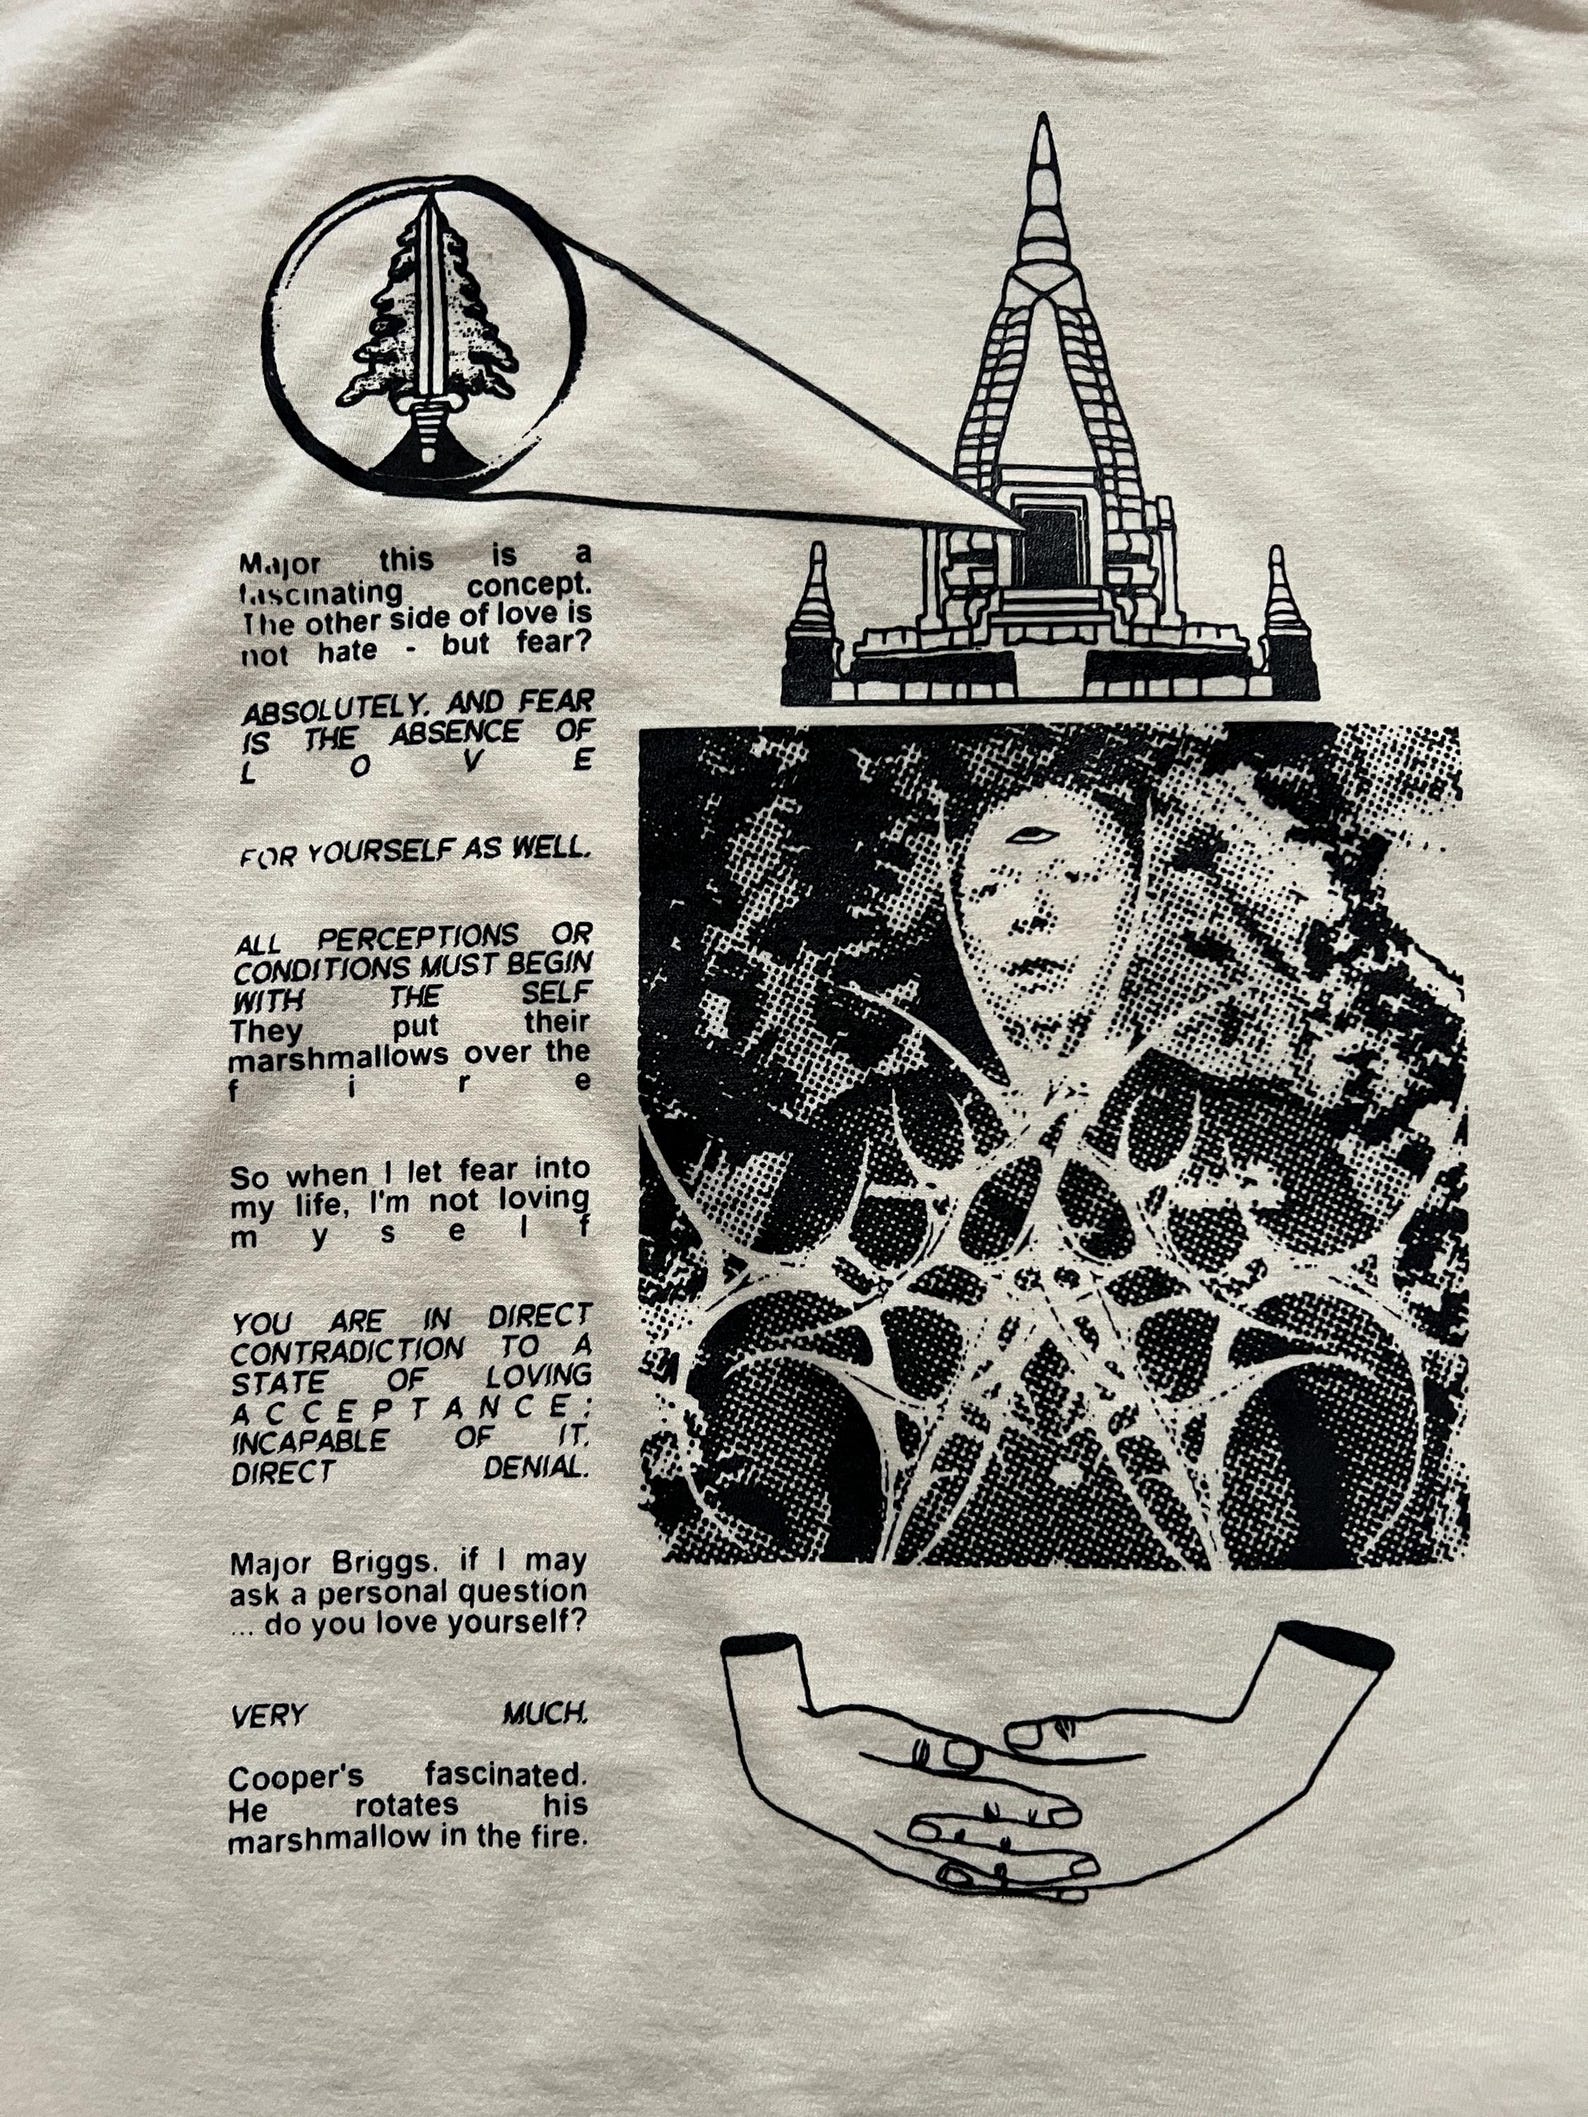 Major this is a
fascinating concept.
The other side of love is
not hate - but fear?
ABSOLUTELY. AND FEAR
IS THE ABSENCE OF
L O V E
FOR YOURSELF AS WELL.
ALL PERCEPTIONS OR
CONDITIONS MUST BEGIN
WITH THE SELF
They put their
marshmallows over the
f i r e
So when I let fear into
my life, I'm not loving
m y s e l f
YOU ARE IN DIRECT
CONTRADICTION TO A
STATE OF LOVING
A C C E P T A N C E ;
INCAPABLE OF IT.
DIRECT DENIAL.
Major Briggs. if I may
ask a personal question
... do you love yourself?
VERY MUCH.
Cooper's fascinated.
He rotates his
marshmallow in the fire.